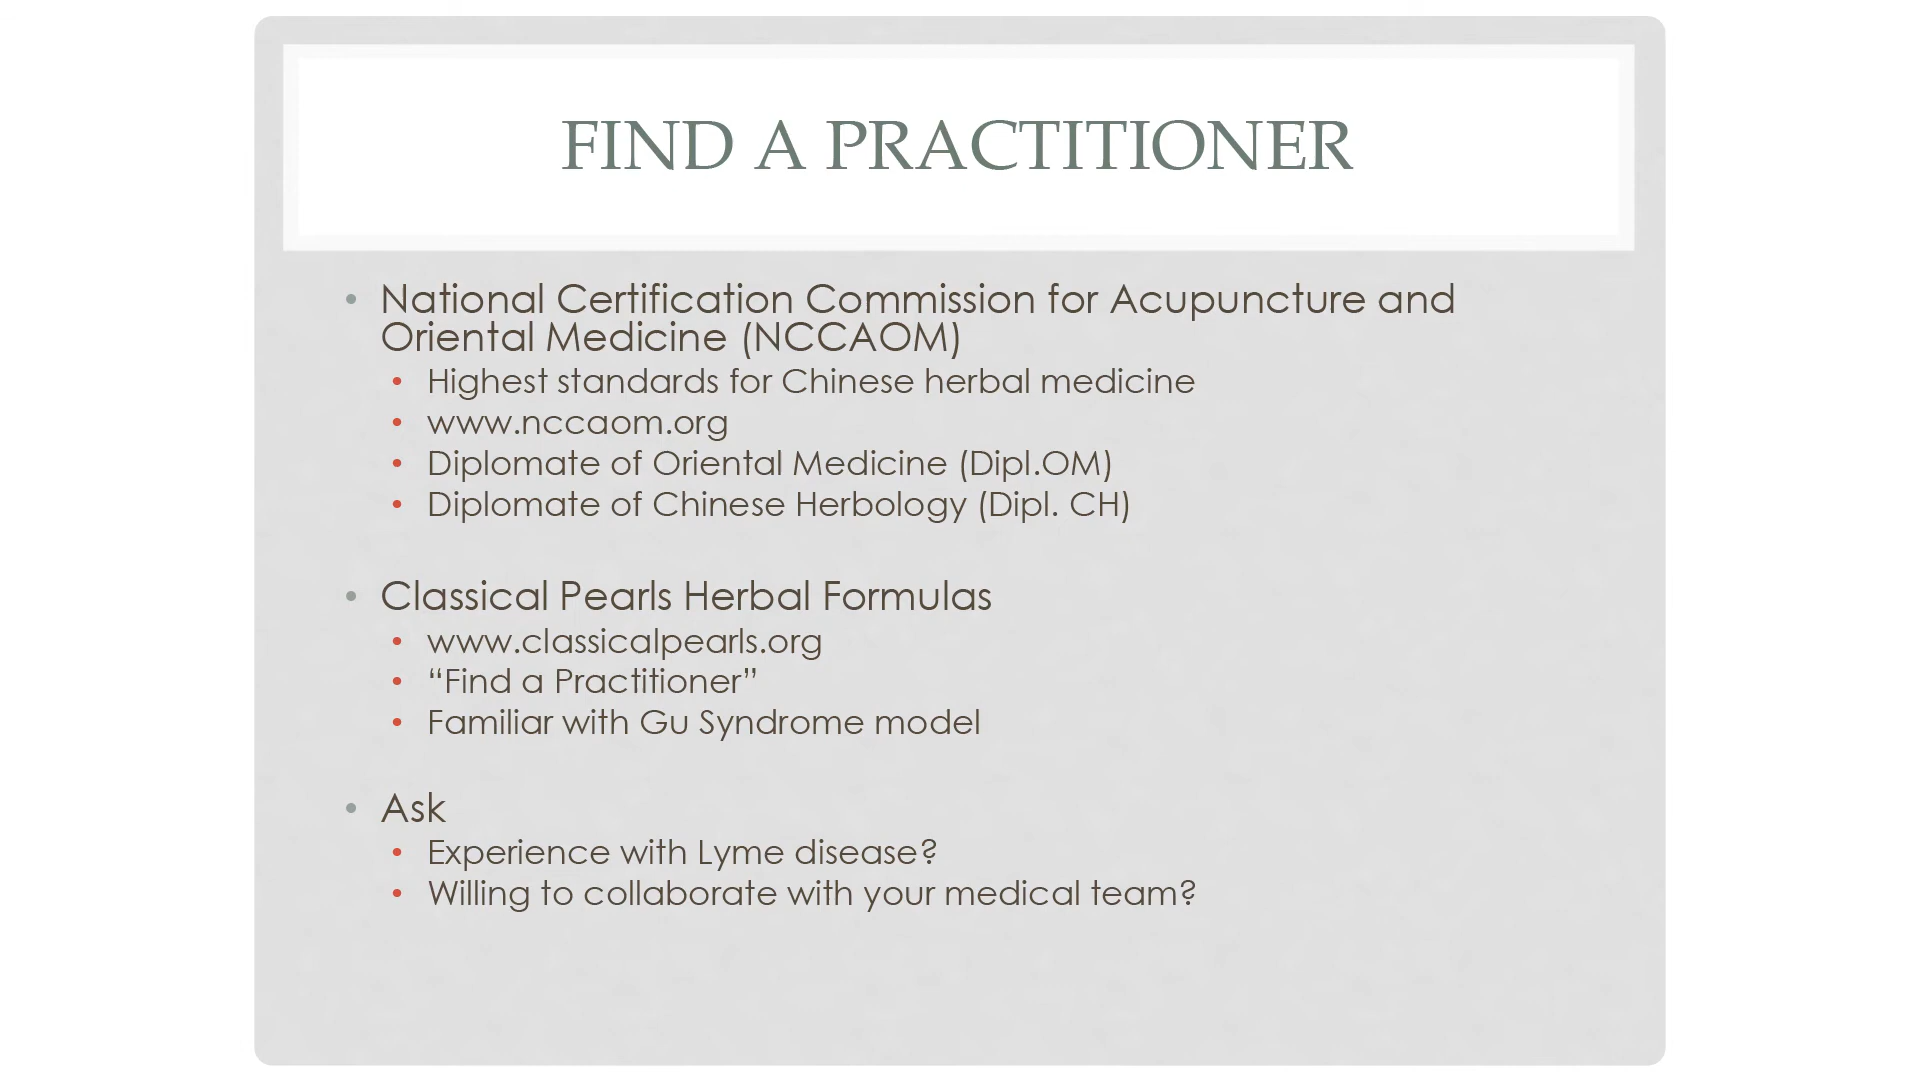 FIND A PRACTITIONER
• National Certification Commission for Acupuncture and
Oriental Medicine (NCCAOM)
• Highest standards for Chinese herbal medicine
• www.nccaom.org
• Diplomate of Oriental Medicine (Dipl.OM)
• Diplomate of Chinese Herbology (Dipl. CH)
• Classical Pearls Herbal Formulas
• www.classicalpearls.org
• “Find a Practitioner”
• Familiar with Gu Syndrome model
• Ask
• Experience with Lyme disease?
• Willing to collaborate with your medical team?